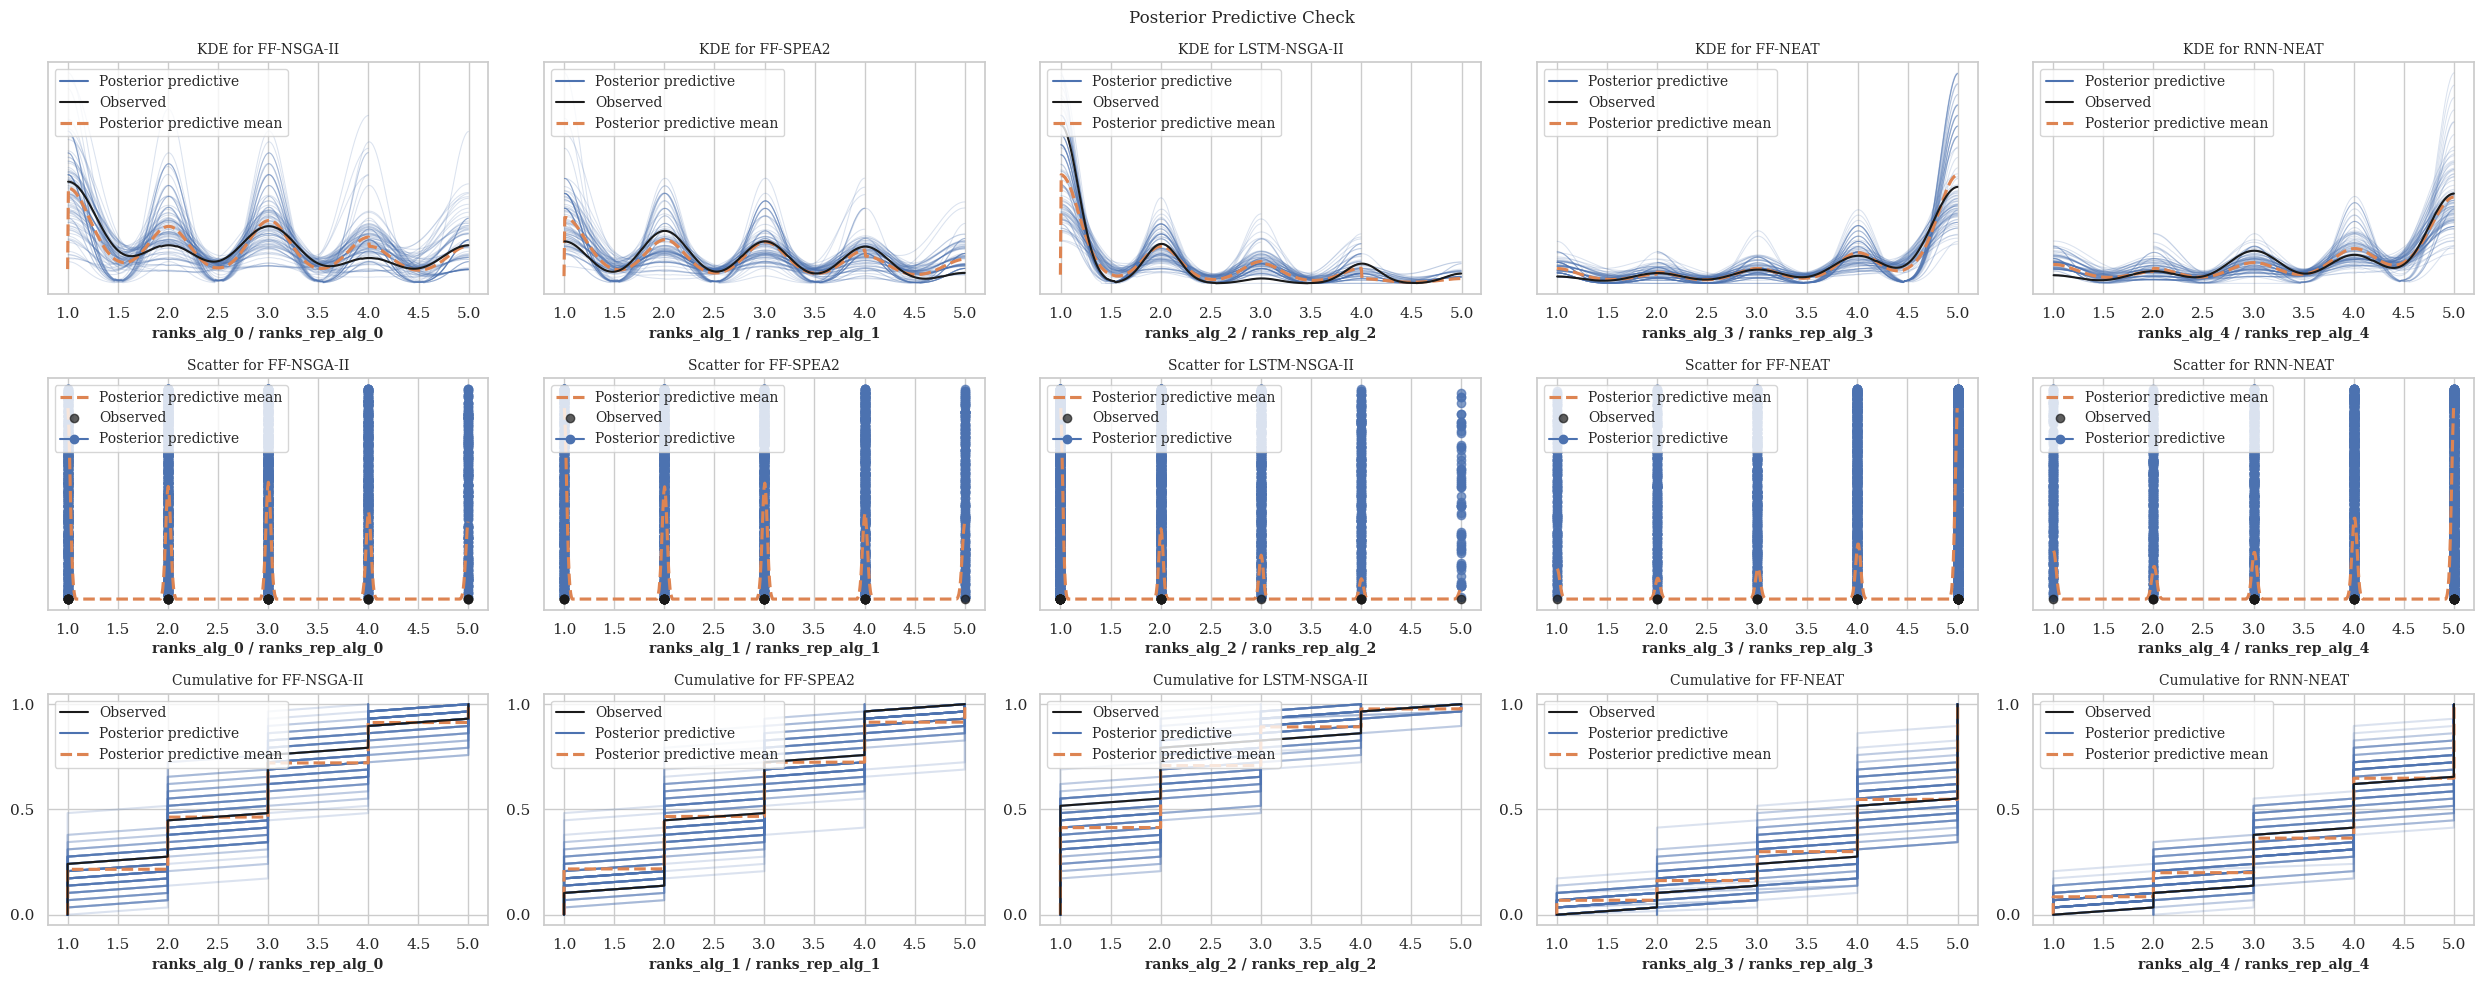 Posterior Predictive Check
KDE for FF-NSGA-II
Posterior predictive
Observed
Posterior predictive mean
1.0 1.5 2.0 2.5 3.0 3.5 4.0 4.5 5.0
ranks_alg_0 / ranks_rep_alg_0
KDE for FF-SPEA2
Posterior predictive
Observed
Posterior predictive mean
1.0 1.5 2.0 2.5 3.0 3.5 4.0 4.5 5.0
ranks_alg_1 / ranks_rep_alg_1
KDE for LSTM-NSGA-II
Posterior predictive
Observed
Posterior predictive mean
1.0 1.5 2.0 2.5 3.0 3.5 4.0 4.5 5.0
ranks_alg_2 / ranks_rep_alg_2
KDE for FF-NEAT
Posterior predictive
Observed
Posterior predictive mean
1.0 1.5 2.0 2.5 3.0 3.5 4.0 4.5 5.0
ranks_alg_3 / ranks_rep_alg_3
KDE for RNN-NEAT
Posterior predictive
Observed
Posterior predictive mean
1.0 1.5 2.0 2.5 3.0 3.5 4.0 4.5 5.0
ranks_alg_4 / ranks_rep_alg_4
Scatter for FF-NSGA-II
Posterior predictive mean
Observed
Posterior predictive
1.0 1.5 2.0 2.5 3.0 3.5 4.0 4.5 5.0
ranks_alg_0 / ranks_rep_alg_0
Scatter for FF-SPEA2
Posterior predictive mean
Observed
Posterior predictive
1.0 1.5 2.0 2.5 3.0 3.5 4.0 4.5 5.0
ranks_alg_1 / ranks_rep_alg_1
Scatter for LSTM-NSGA-II
Posterior predictive mean
Observed
Posterior predictive
1.0 1.5 2.0 2.5 3.0 3.5 4.0 4.5 5.0
ranks_alg_2 / ranks_rep_alg_2
Scatter for FF-NEAT
Posterior predictive mean
Observed
Posterior predictive
1.0 1.5 2.0 2.5 3.0 3.5 4.0 4.5 5.0
ranks_alg_3 / ranks_rep_alg_3
Scatter for RNN-NEAT
Posterior predictive mean
Observed
Posterior predictive
1.0 1.5 2.0 2.5 3.0 3.5 4.0 4.5 5.0
ranks_alg_4 / ranks_rep_alg_4
Cumulative for FF-NSGA-II
1.0
0.5
0.0
Observed
Posterior predictive
Posterior predictive mean
1.0 1.5 2.0 2.5 3.0 3.5 4.0 4.5 5.0
ranks_alg_0 / ranks_rep_alg_0
Cumulative for FF-SPEA2
1.0
0.5
0.0
Observed
Posterior predictive
Posterior predictive mean
1.0 1.5 2.0 2.5 3.0 3.5 4.0 4.5 5.0
ranks_alg_1 / ranks_rep_alg_1
Cumulative for LSTM-NSGA-II
1.0
0.5
0.0
Observed
Posterior predictive
Posterior predictive mean
1.0 1.5 2.0 2.5 3.0 3.5 4.0 4.5 5.0
ranks_alg_2 / ranks_rep_alg_2
Cumulative for FF-NEAT
1.0
0.5
0.0
Observed
Posterior predictive
Posterior predictive mean
1.0 1.5 2.0 2.5 3.0 3.5 4.0 4.5 5.0
ranks_alg_3 / ranks_rep_alg_3
Cumulative for RNN-NEAT
1.0
0.5
0.0
Observed
Posterior predictive
Posterior predictive mean
1.0 1.5 2.0 2.5 3.0 3.5 4.0 4.5 5.0
ranks_alg_4 / ranks_rep_alg_4